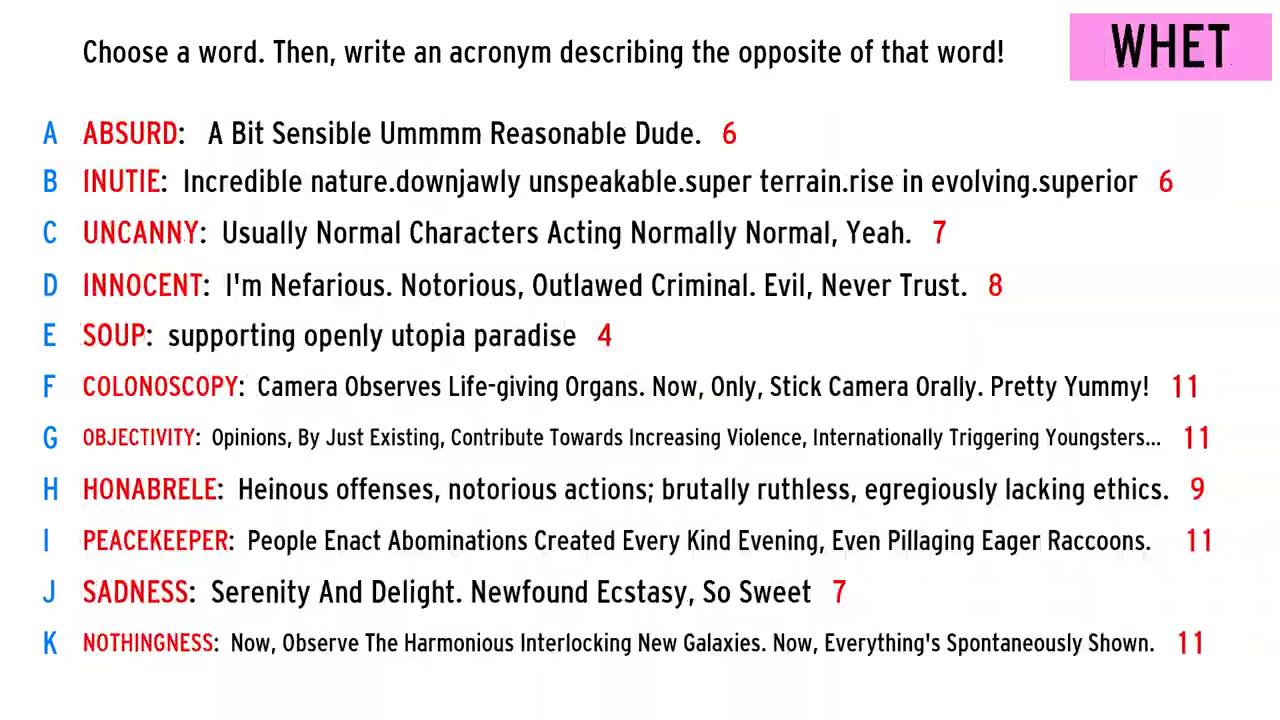 Choose a word. Then, write an acronym describing the opposite of that word!
WHET
A ABSURD: A Bit Sensible Ummmm Reasonable Dude. 6
B INUTIE: Incredible nature.downjawly unspeakable.super terrain.rise in evolving.superior 6
C UNCANNY: Usually Normal Characters Acting Normally Normal, Yeah. 7
D INNOCENT: I'm Nefarious. Notorious, Outlawed Criminal. Evil, Never Trust. 8
E SOUP: supporting openly utopia paradise 4
F COLONOSCOPY: Camera Observes Life-giving Organs. Now, Only, Stick Camera Orally. Pretty Yummy! 11
G OBJECTIVITY: Opinions, By Just Existing, Contribute Towards Increasing Violence, Internationally Triggering Youngsters... 11
H HONABRELE: Heinous offenses, notorious actions; brutally ruthless, egregiously lacking ethics. 9
I PEACEKEEPER: People Enact Abominations Created Every Kind Evening, Even Pillaging Eager Raccoons. 11
J SADNESS: Serenity And Delight. Newfound Ecstasy, So Sweet 7
K NOTHINGNESS: Now, Observe The Harmonious Interlocking New Galaxies. Now, Everything's Spontaneously Shown. 11